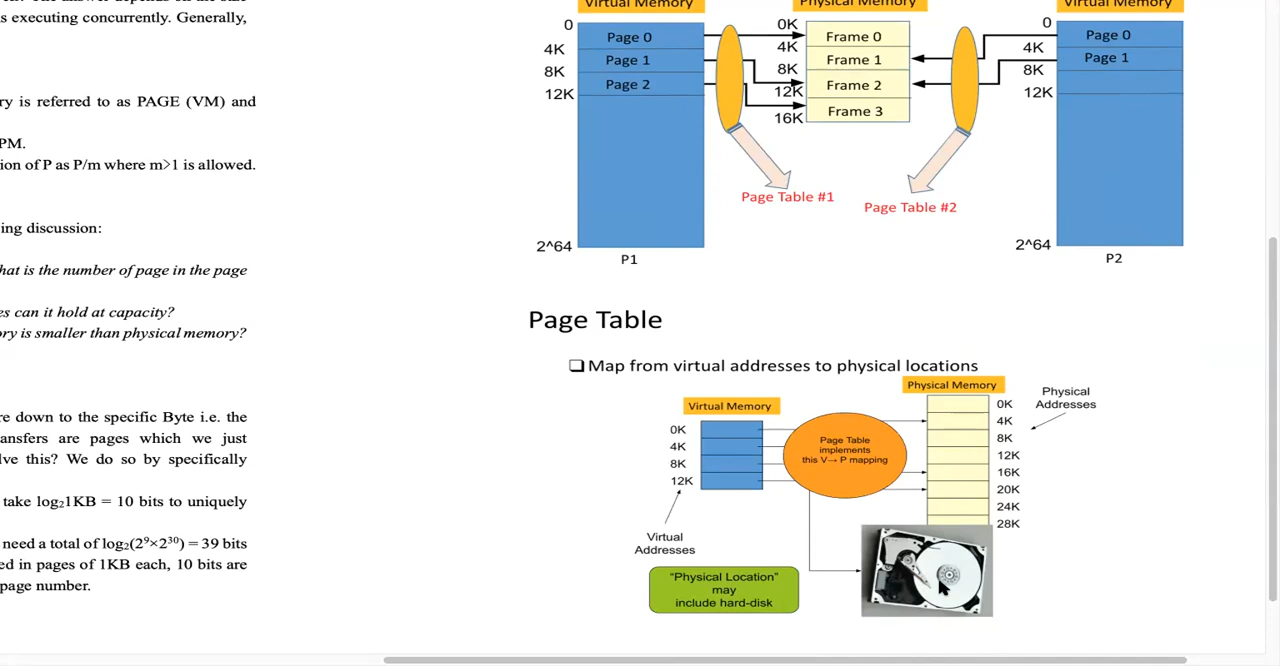 s executing concurrently. Generally,
ry is referred to as PAGE (VM) and
PM.
ion of P as P/m where m>1 is allowed.
ing discussion:
hat is the number of page in the page
es can it hold at capacity?
ory is smaller than physical memory?
re down to the specific Byte i.e. the
ansfers are pages which we just
lve this? We do so by specifically
take log₂1KB = 10 bits to uniquely
need a total of log₂(2⁹×2³⁰) = 39 bits
ed in pages of 1KB each, 10 bits are
page number.
Virtual Memory
0
4K
8K
12K
2^64
Page 0
Page 1
Page 2
P1
Physical Memory
0K
4K
8K
12K
16K
Frame 0
Frame 1
Frame 2
Frame 3
Virtual Memory
0
4K
8K
12K
2^64
Page 0
Page 1
P2
Page Table #1
Page Table #2
Page Table
❑ Map from virtual addresses to physical locations
Virtual Memory
0K
4K
8K
12K
Virtual
Addresses
Page Table
implements
this V→ P mapping
Physical Memory
0K
4K
8K
12K
16K
20K
24K
28K
Physical
Addresses
“Physical Location”
may
include hard-disk